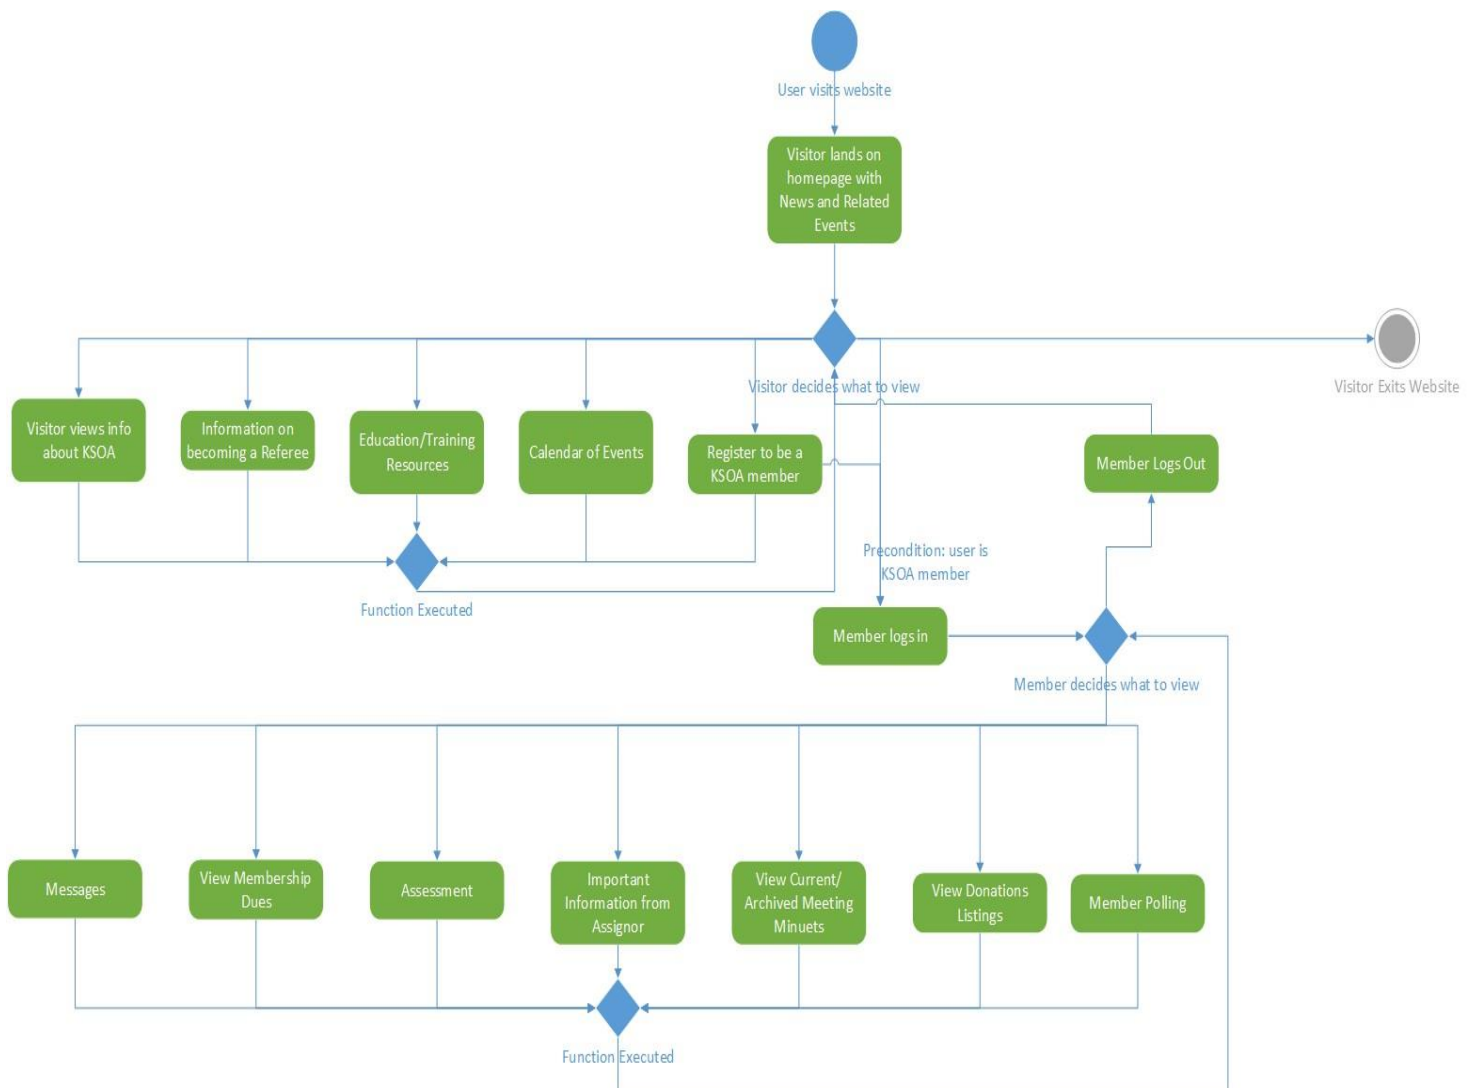 User visits website
Visitor lands on
homepage with
News and Related
Events
Visitor decides what to view
Visitor Exits Website
Visitor views info
about KSOA
Information on
becoming a Referee
Education/Training
Resources
Calendar of Events
Register to be a
KSOA member
Member Logs Out
Function Executed
Precondition: user is
KSOA member
Member logs in
Member decides what to view
Messages
View Membership
Dues
Assessment
Important
Information from
Assignor
View Current/
Archived Meeting
Minuets
View Donations
Listings
Member Polling
Function Executed